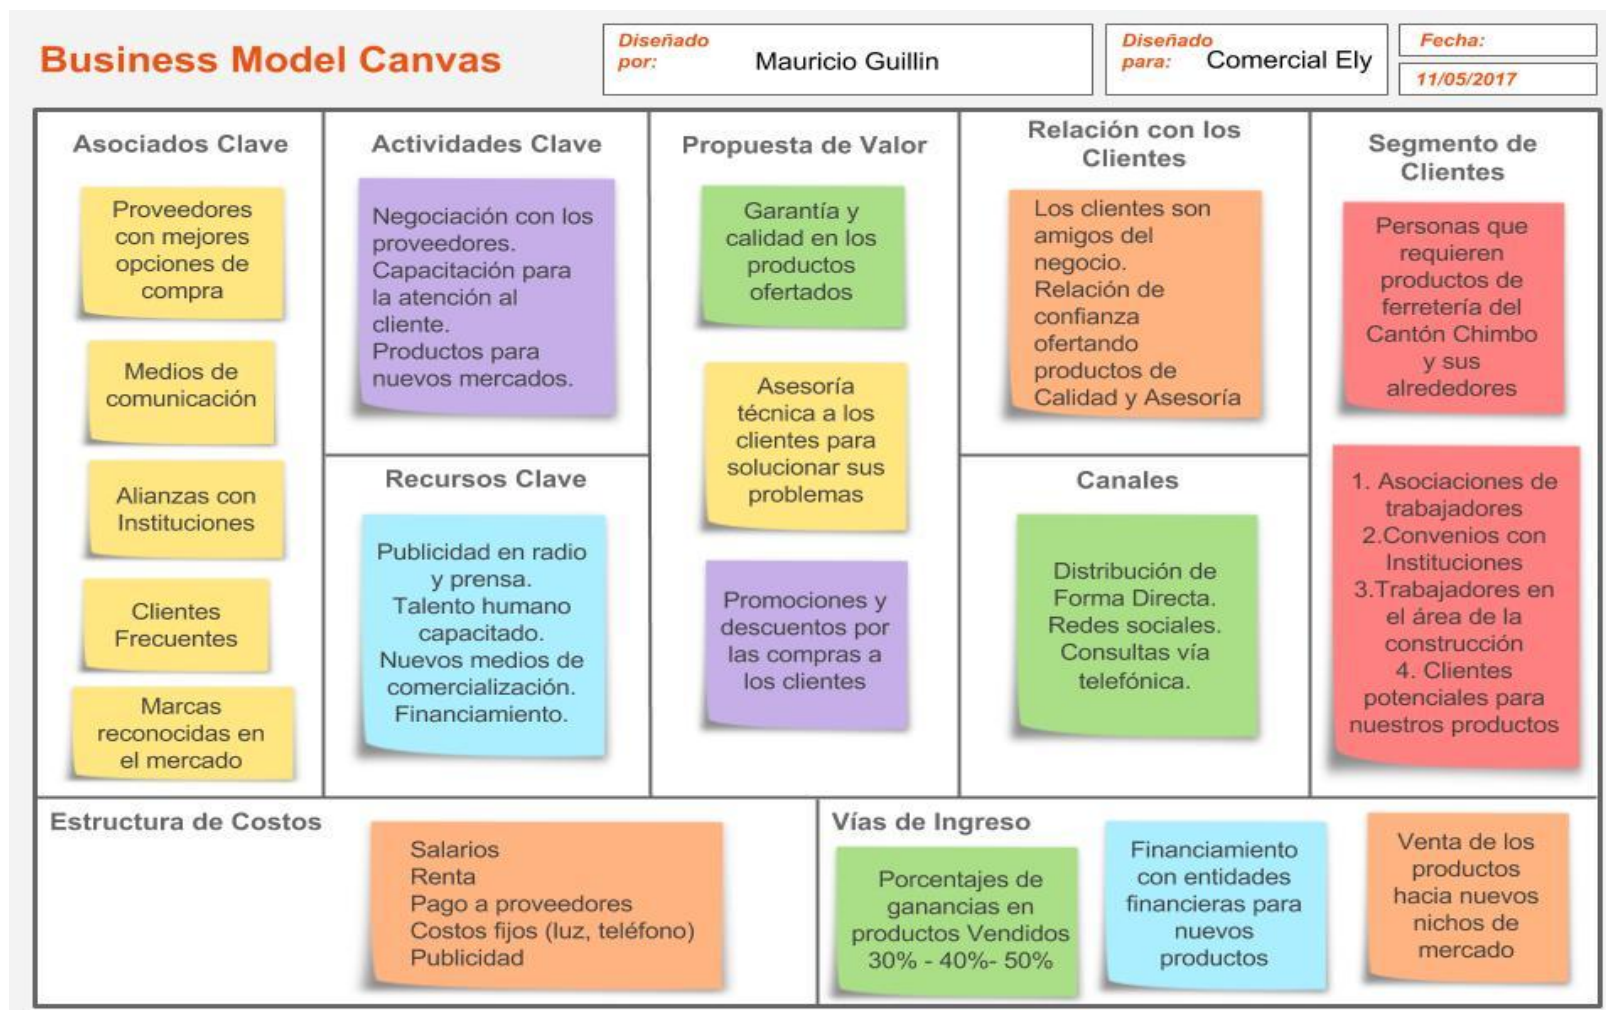 Business Model Canvas
Diseñado
por:
Mauricio Guillin
Diseñado
para:
Comercial Ely
Fecha:
11/05/2017
Asociados Clave
Proveedores
con mejores
opciones de
compra
Medios de
comunicación
Alianzas con
Instituciones
Clientes
Frecuentes
Marcas
reconocidas en
el mercado
Actividades Clave
Negociación con los
proveedores.
Capacitación para
la atención al
cliente.
Productos para
nuevos mercados.
Recursos Clave
Publicidad en radio
y prensa.
Talento humano
capacitado.
Nuevos medios de
comercialización.
Financiamiento.
Propuesta de Valor
Garantía y
calidad en los
productos
ofertados
Asesoría
técnica a los
clientes para
solucionar sus
problemas
Promociones y
descuentos por
las compras a
los clientes
Relación con los
Clientes
Los clientes son
amigos del
negocio.
Relación de
confianza
ofertando
productos de
Calidad y Asesoría
Canales
Distribución de
Forma Directa.
Redes sociales.
Consultas vía
telefónica.
Segmento de
Clientes
Personas que
requieren
productos de
ferretería del
Cantón Chimbo
y sus
alrededores
1. Asociaciones de
trabajadores
2.Convenios con
Instituciones
3.Trabajadores en
el área de la
construcción
4. Clientes
potenciales para
nuestros productos
Estructura de Costos
Salarios
Renta
Pago a proveedores
Costos fijos (luz, teléfono)
Publicidad
Vías de Ingreso
Porcentajes de
ganancias en
productos Vendidos
30% - 40%- 50%
Financiamiento
con entidades
financieras para
nuevos
productos
Venta de los
productos
hacia nuevos
nichos de
mercado